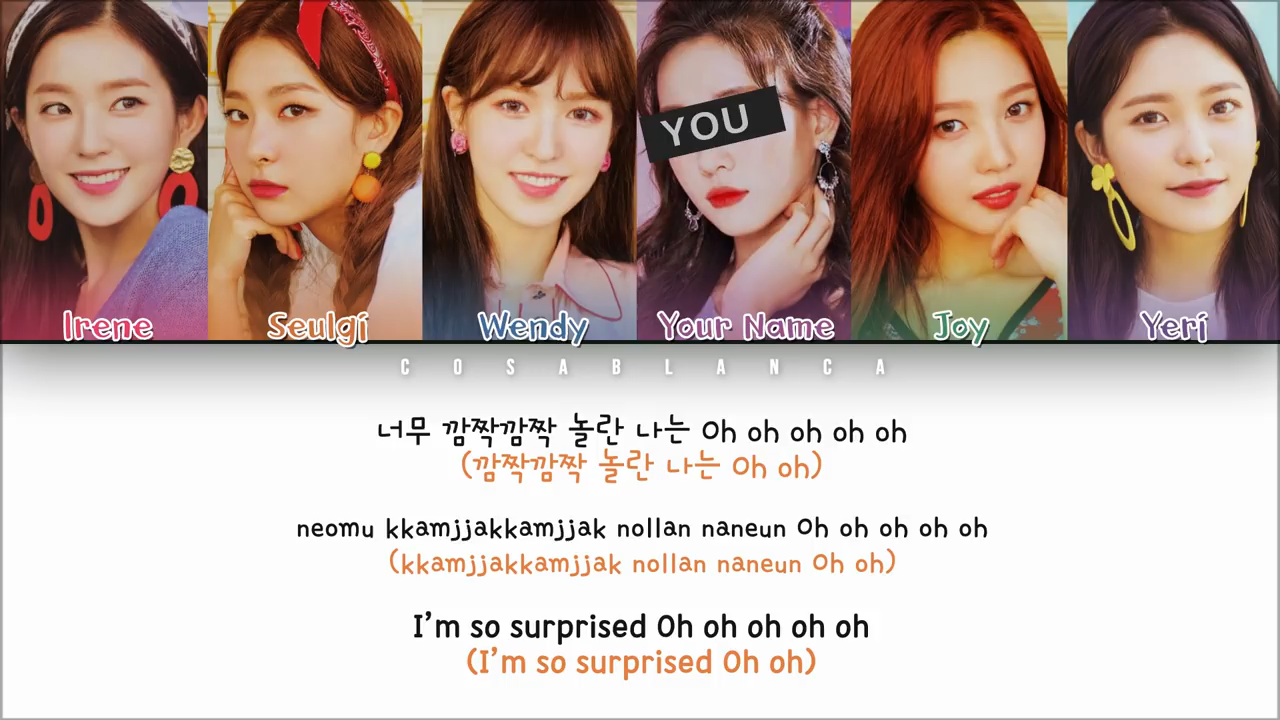 YOU
Irene Seulgi Wendy Your Name Joy Yeri
COSABLANCA
너무 깜짝깜짝 놀란 나는 Oh oh oh oh oh
(깜짝깜짝 놀란 나는 Oh oh)
neomu kkamjjakkamjjak nollan naneun Oh oh oh oh oh
(kkamjjakkamjjak nollan naneun Oh oh)
I'm so surprised Oh oh oh oh oh
(I'm so surprised Oh oh)